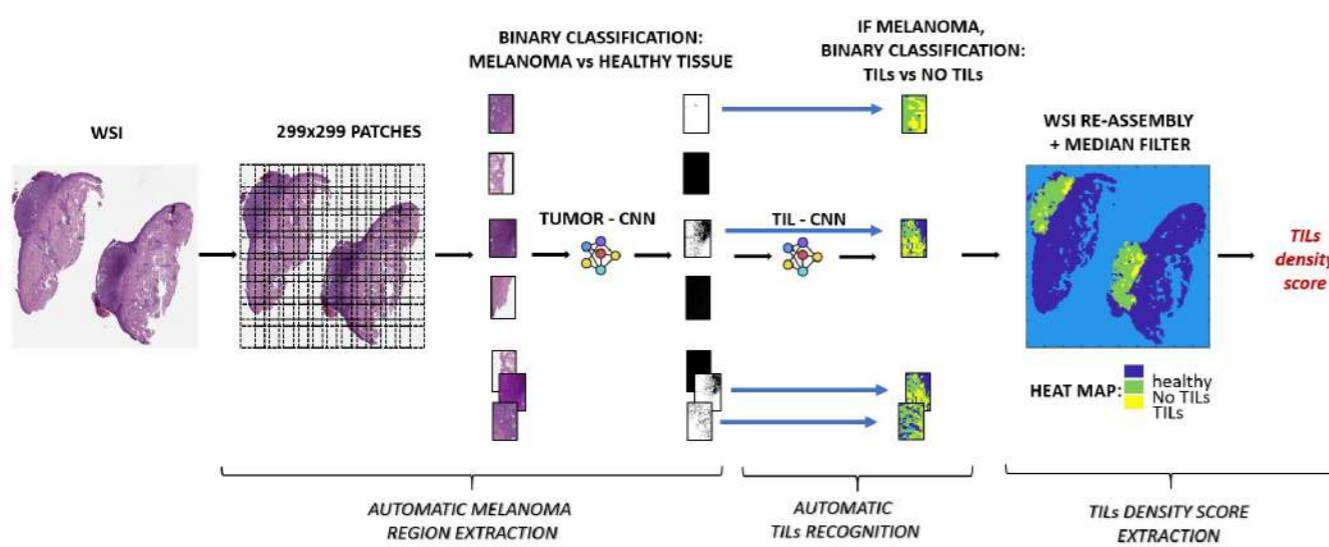 BINARY CLASSIFICATION:
MELANOMA vs HEALTHY TISSUE
IF MELANOMA,
BINARY CLASSIFICATION:
TILs vs NO TILs
WSI
299x299 PATCHES
WSI RE-ASSEMBLY
+ MEDIAN FILTER
TUMOR - CNN
TIL - CNN
TILs
density
score
HEAT MAP:
healthy
No TILs
TILs
AUTOMATIC MELANOMA
REGION EXTRACTION
AUTOMATIC
TILs RECOGNITION
TILs DENSITY SCORE
EXTRACTION